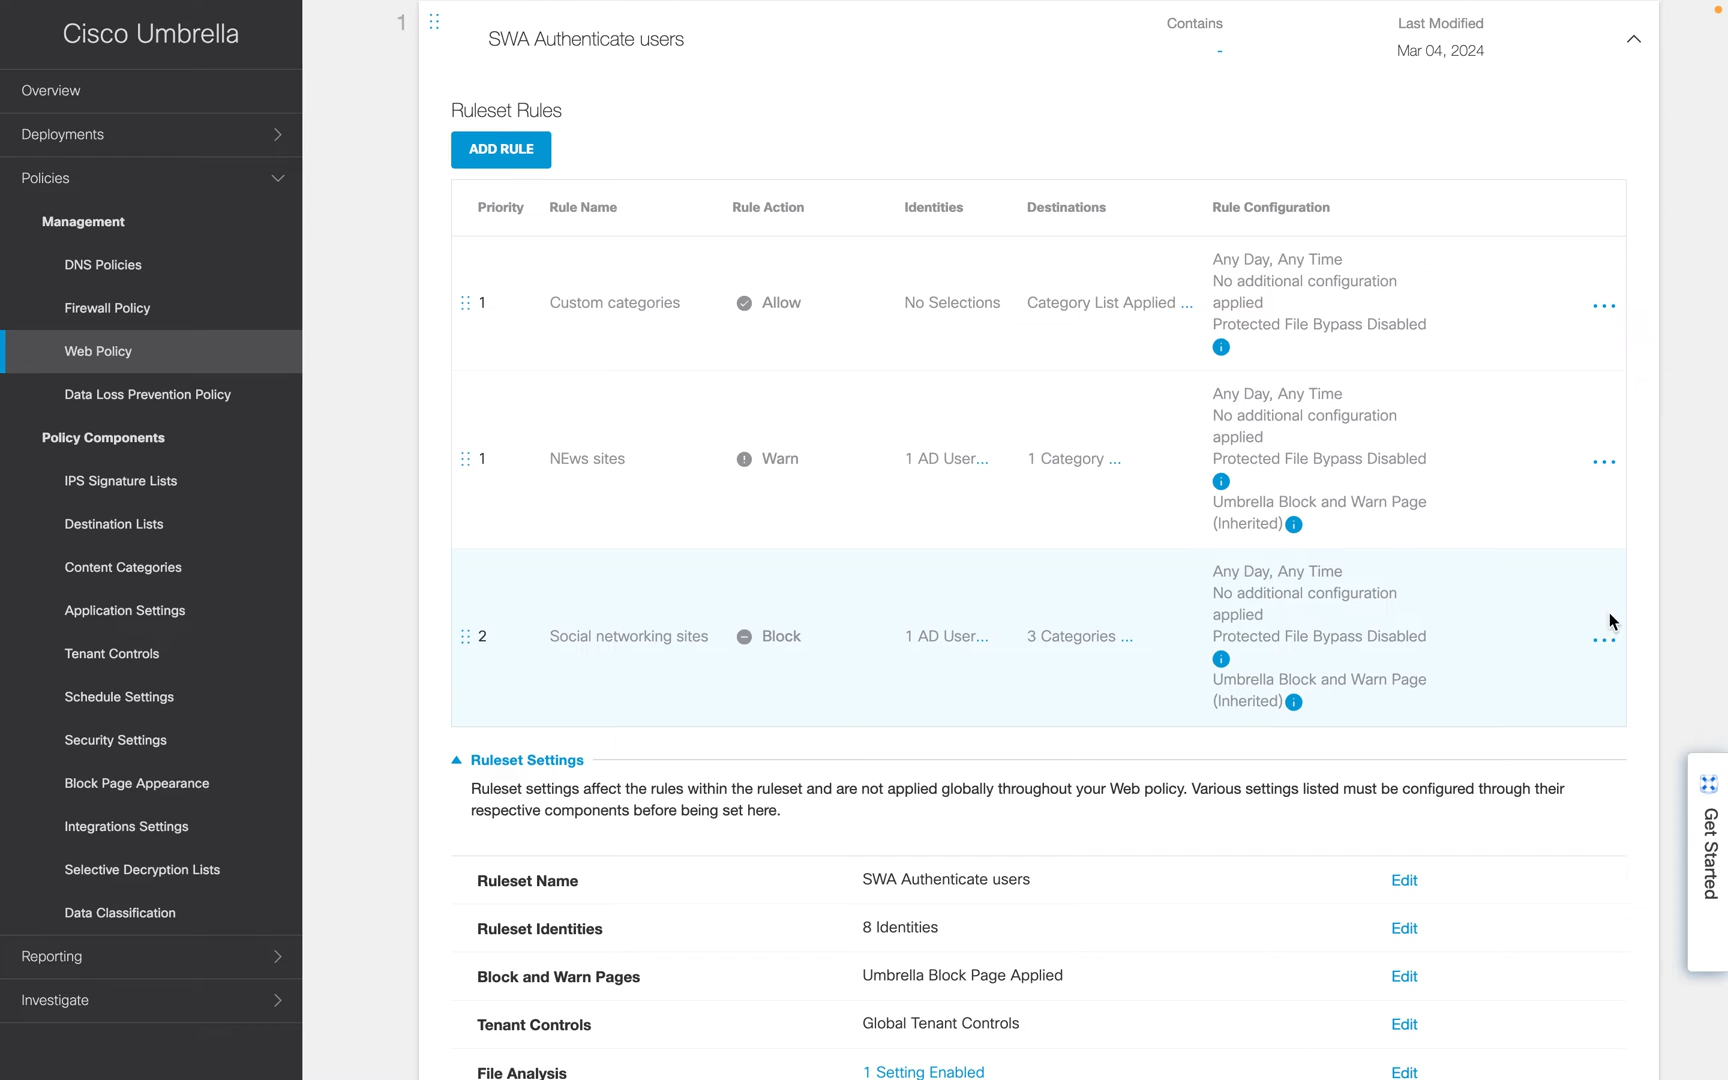 Cisco Umbrella
Overview
Deployments
Policies
Management
DNS Policies
Firewall Policy
Web Policy
Data Loss Prevention Policy
Policy Components
IPS Signature Lists
Destination Lists
Content Categories
Application Settings
Tenant Controls
Schedule Settings
Security Settings
Block Page Appearance
Integrations Settings
Selective Decryption Lists
Data Classification
Reporting
Investigate
1
SWA Authenticate users
Contains
-
Last Modified
Mar 04, 2024
Ruleset Rules
ADD RULE
Priority Rule Name Rule Action Identities Destinations Rule Configuration
1 Custom categories Allow No Selections Category List Applied ...
Any Day, Any Time
No additional configuration
applied
Protected File Bypass Disabled
i
...
1 NEws sites Warn 1 AD User... 1 Category ...
Any Day, Any Time
No additional configuration
applied
Protected File Bypass Disabled
i
Umbrella Block and Warn Page
(Inherited) i
...
2 Social networking sites Block 1 AD User... 3 Categories ...
Any Day, Any Time
No additional configuration
applied
Protected File Bypass Disabled
i
Umbrella Block and Warn Page
(Inherited) i
...
Ruleset Settings
Ruleset settings affect the rules within the ruleset and are not applied globally throughout your Web policy. Various settings listed must be configured through their
respective components before being set here.
Ruleset Name SWA Authenticate users Edit
Ruleset Identities 8 Identities Edit
Block and Warn Pages Umbrella Block Page Applied Edit
Tenant Controls Global Tenant Controls Edit
File Analysis 1 Setting Enabled Edit
Get Started